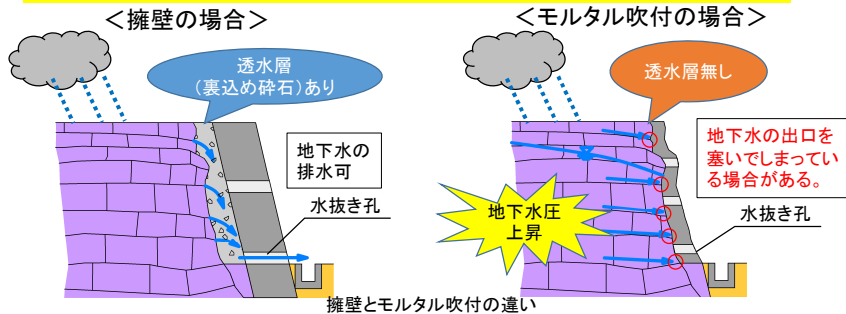 ＜擁壁の場合＞
透水層
（裏込め砕石）あり
地下水の
排水可
水抜き孔
＜モルタル吹付の場合＞
透水層無し
地下水の出口を
塞いでしまってい
る場合がある。
地下水圧
上昇
水抜き孔
擁壁とモルタル吹付の違い